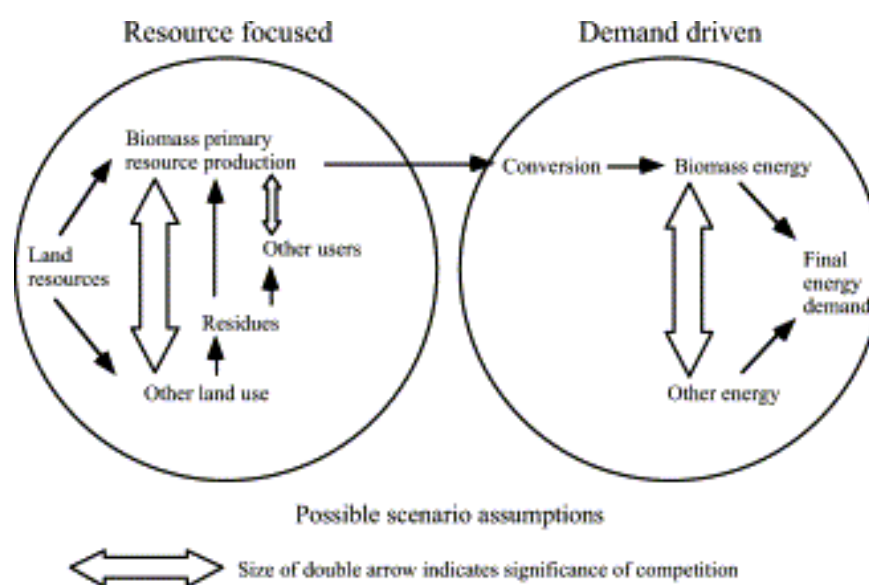 Resource focused
Demand driven
Biomass primary
resource production
Conversion
Biomass energy
Land
resources
Other users
Final
energy
demand
Residues
Other land use
Other energy
Possible scenario assumptions
Size of double arrow indicates significance of competition